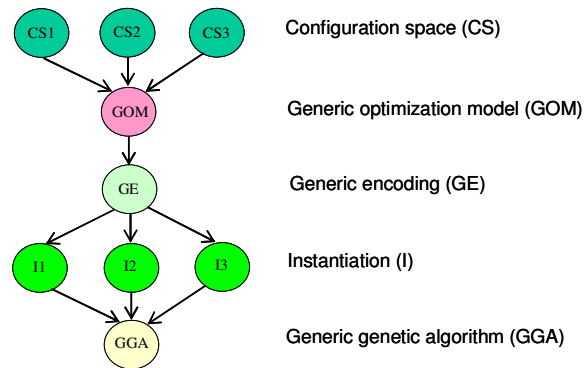 CS1 CS2 CS3 Configuration space (CS)
GOM Generic optimization model (GOM)
GE Generic encoding (GE)
I1 I2 I3 Instantiation (I)
GGA Generic genetic algorithm (GGA)